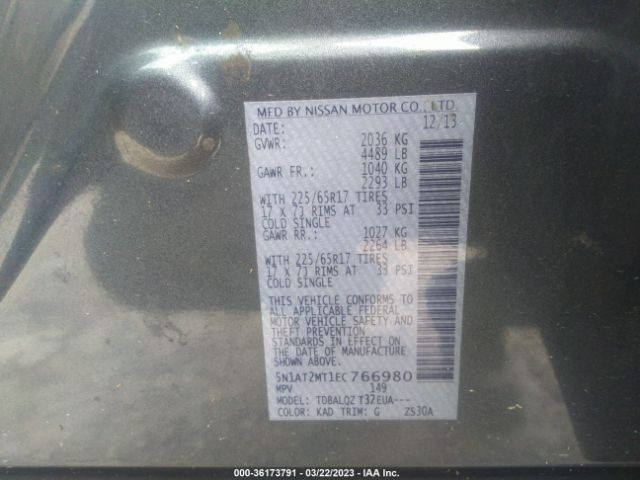 MFD BY NISSAN MOTOR CO., LTD.
DATE: 12/13
GVWR: 2036 KG
4489 LB
GAWR FR.: 1040 KG
2293 LB
WITH 225/65R17 TIRES
17 X 7J RIMS AT 33 PSI
COLD SINGLE
GAWR RR.: 1027 KG
2264 LB
WITH 225/65R17 TIRES
17 X 7J RIMS AT 33 PSI
COLD SINGLE
THIS VEHICLE CONFORMS TO
ALL APPLICABLE FEDERAL
MOTOR VEHICLE SAFETY AND
THEFT PREVENTION
STANDARDS IN EFFECT ON
THE DATE OF MANUFACTURE
SHOWN ABOVE.
5N1AT2MT1EC766980
MPV 149
MODEL: TDBALQZ T32EUA---
COLOR: KAD TRIM: G ZS30A
000-36173791 - 03/22/2023 - IAA Inc.